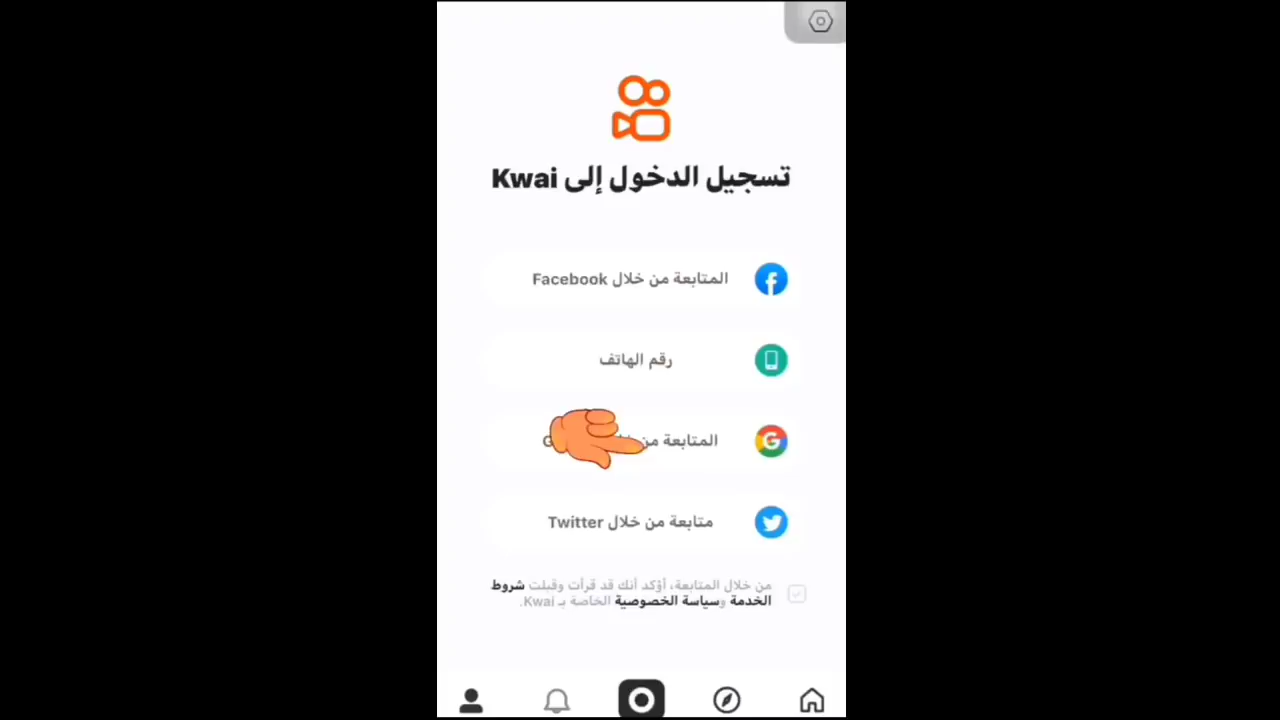 تسجيل الدخول إلى Kwai
المتابعة من خلال Facebook
رقم الهاتف
المتابعة من
متابعة من خلال Twitter
من خلال المتابعة، أؤكد أنك قد قرأت وقبلت شروط
الخدمة وسياسة الخصوصية الخاصة بـ Kwai.